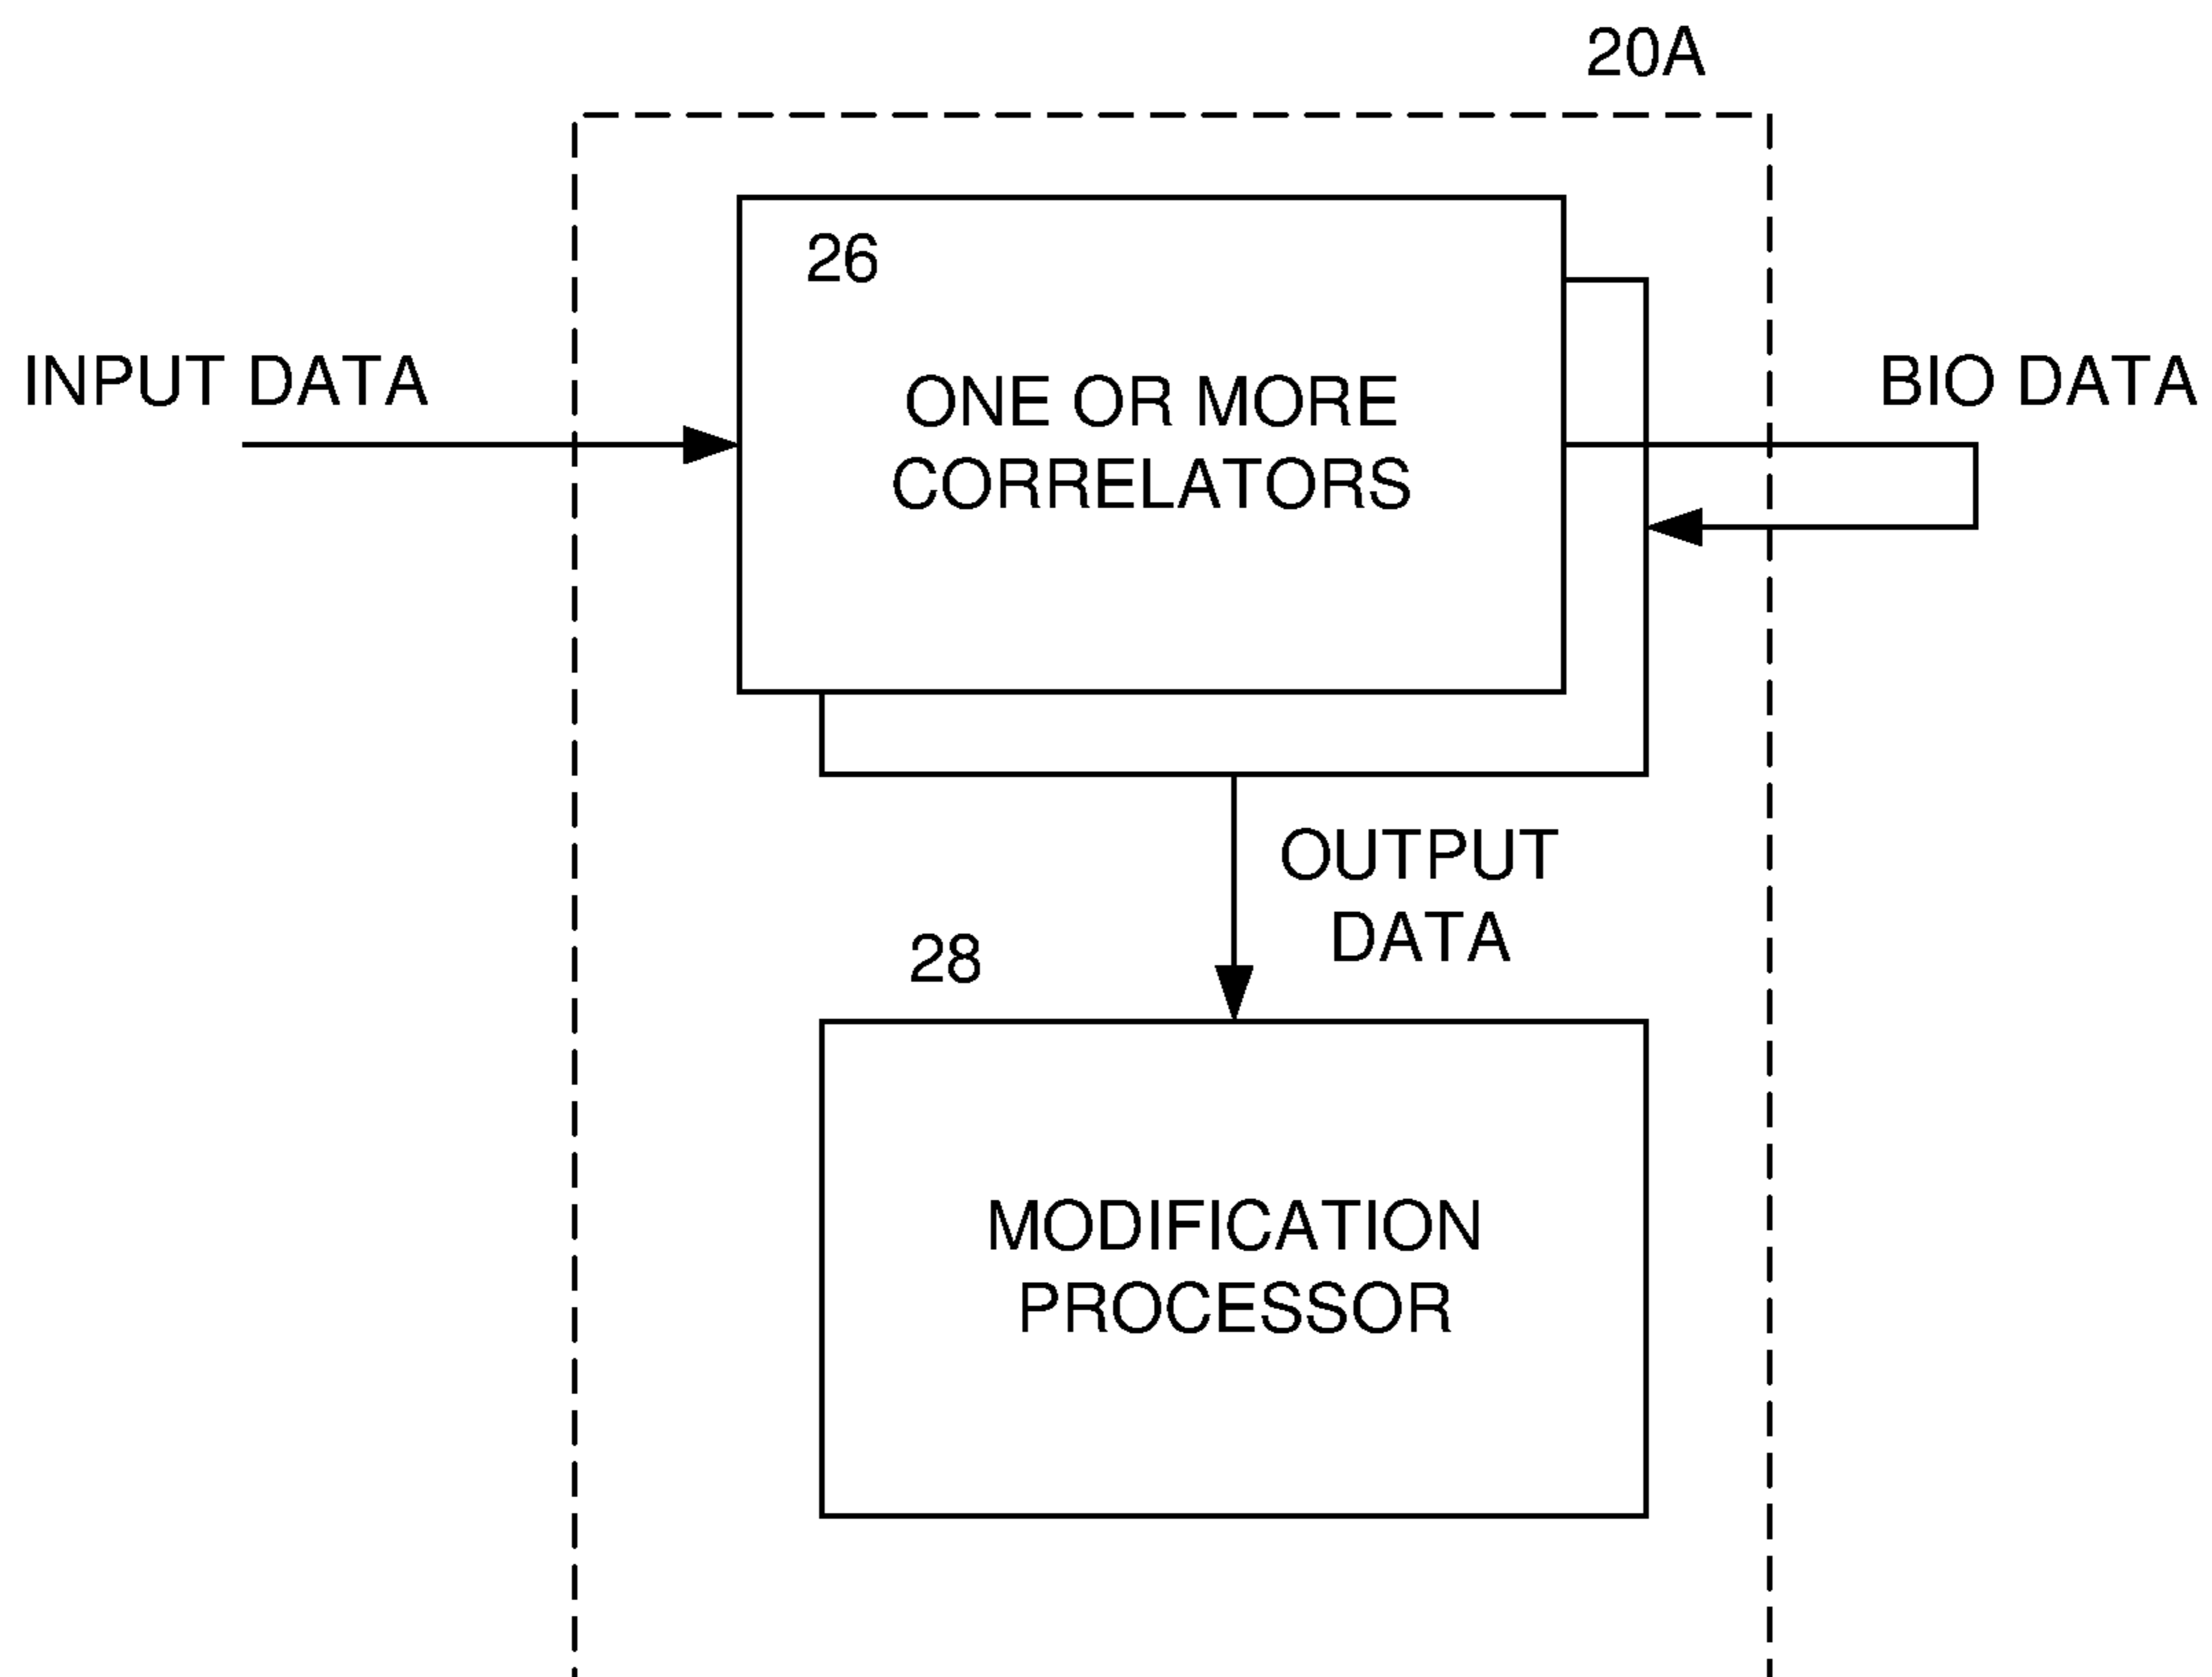 20A
26
INPUT DATA
ONE OR MORE
CORRELATORS
BIO DATA
OUTPUT
DATA
28
MODIFICATION
PROCESSOR